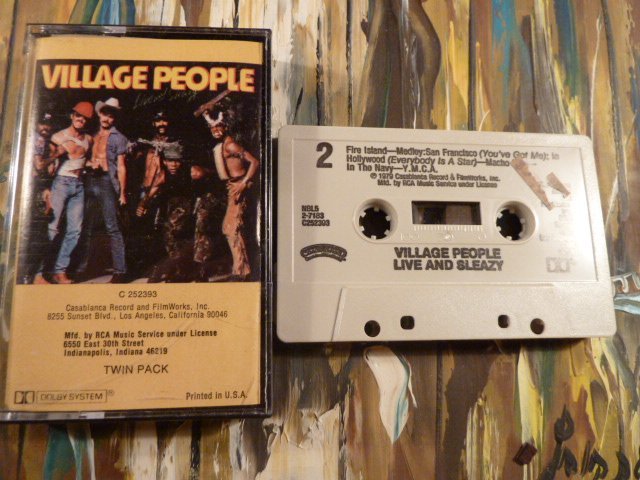 VILLAGE PEOPLE
Live and Sleazy
C 252393
Casablanca Record and FilmWorks, Inc.
8255 Sunset Blvd., Los Angeles, California 90046
Mfd. by RCA Music Service under License
6550 East 30th Street
Indianapolis, Indiana 46219
TWIN PACK
DOLBY SYSTEM
Printed in U.S.A.
2
Fire Island—Medley:San Francisco (You've Got Me); In
Hollywood (Everybody Is A Star)—Macho
In The Navy—Y.M.C.A.
© 1979 Casablanca Record & FilmWorks, Inc.
Mfd. by RCA Music Service under License
NBL5
2-7183
C252393
Casablanca
VILLAGE PEOPLE
LIVE AND SLEAZY